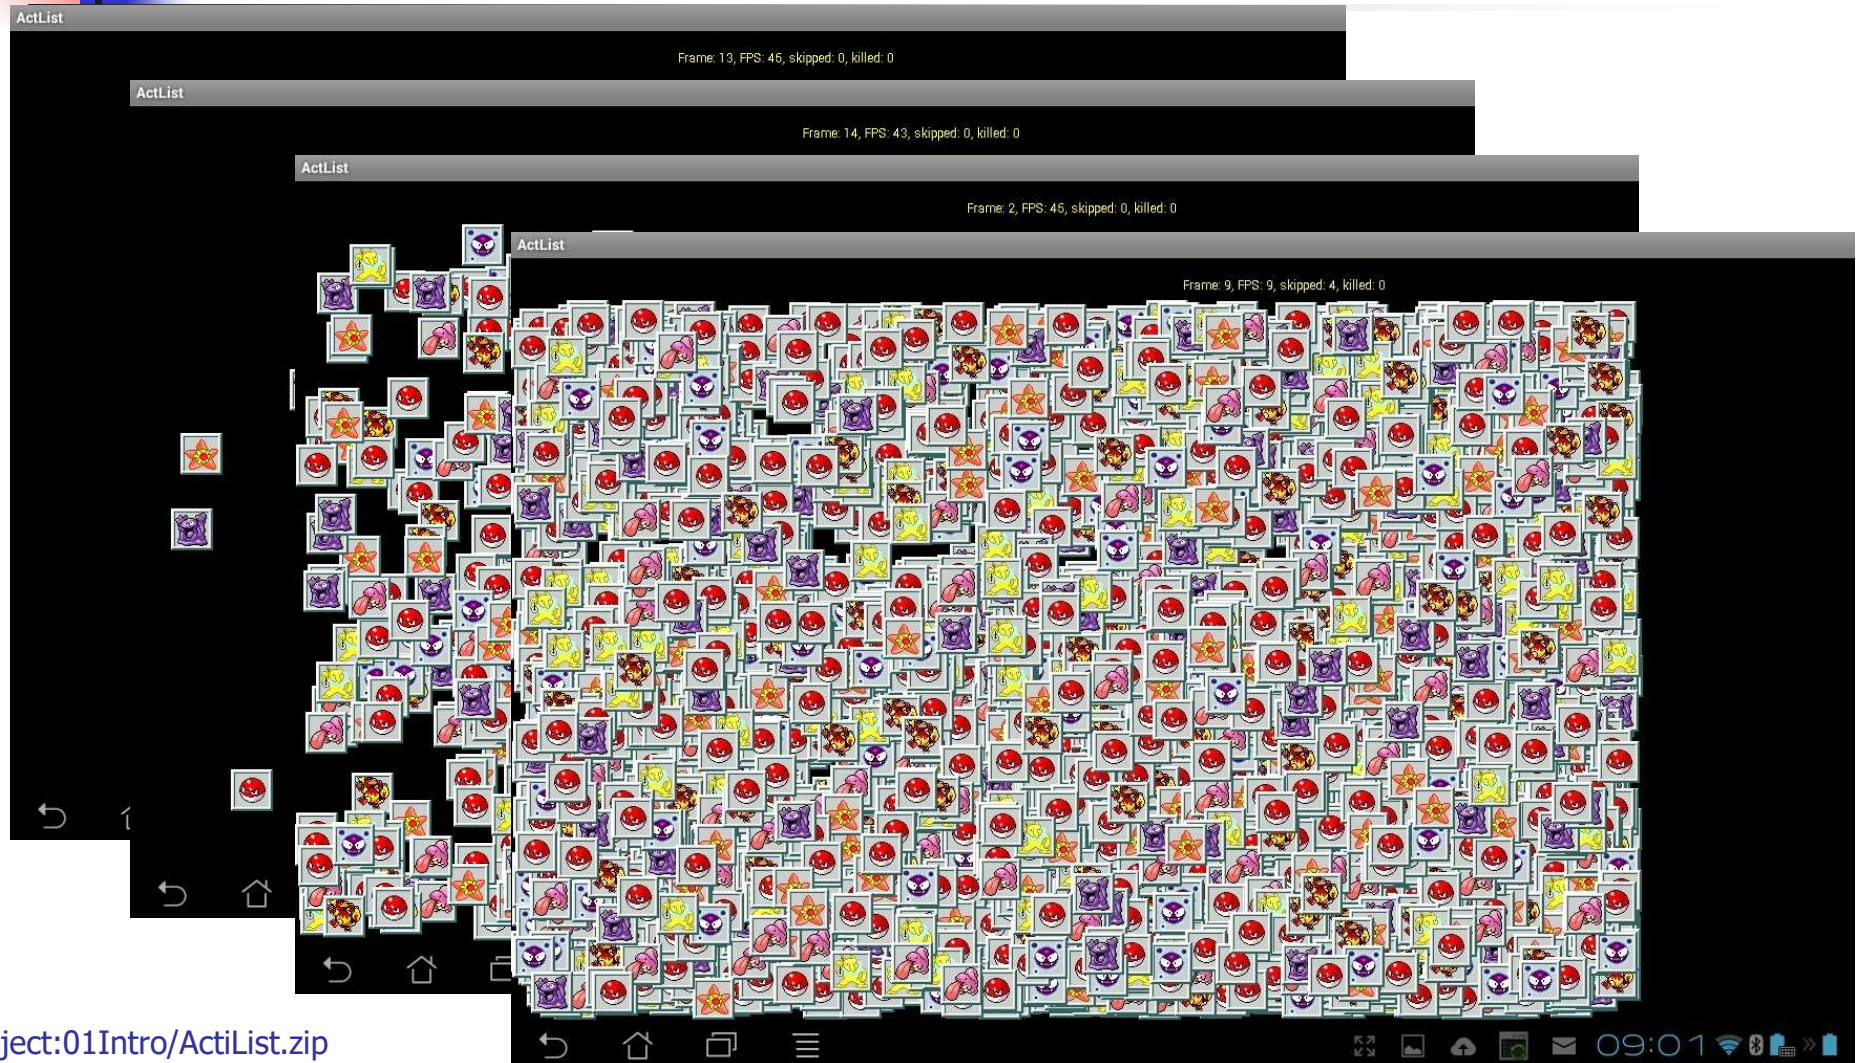 ActList
Frame: 13, FPS: 45, skipped: 0, killed: 0
ActList
Frame: 14, FPS: 43, skipped: 0, killed: 0
ActList
Frame: 2, FPS: 45, skipped: 0, killed: 0
ActList
Frame: 9, FPS: 9, skipped: 4, killed: 0
ject:01Intro/ActiList.zip
09:01